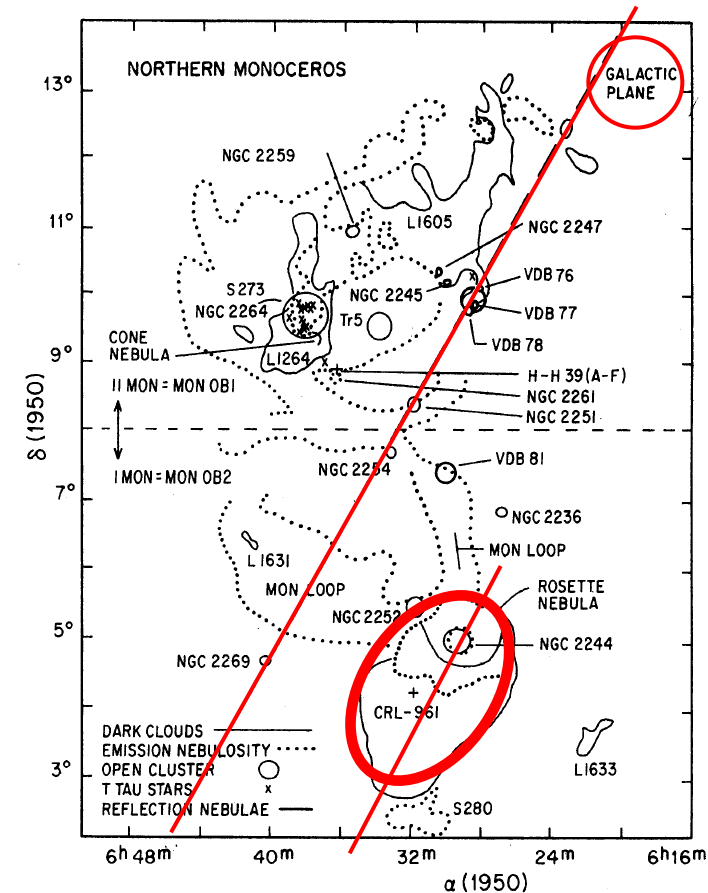 NORTHERN MONOCEROS
GALACTIC
PLANE
13°
NGC 2259
11°
L1605
NGC 2247
S273
NGC 2264
NGC 2245
VDB 76
Tr5
VDB 77
CONE
NEBULA
VDB 78
9°
L1264
H-H 39(A-F)
II MON = MON OB1
NGC 2261
NGC 2251
δ (1950)
I MON = MON OB2
NGC 2254
VDB 81
7°
NGC 2236
L1631
MON LOOP
MON LOOP
ROSETTE
NEBULA
NGC 2252
5°
NGC 2244
NGC 2269
CRL-961
DARK CLOUDS
EMISSION NEBULOSITY
OPEN CLUSTER
T TAU STARS
REFLECTION NEBULAE
3°
L1633
S280
6h 48m 40m 32m 24m 6h 16m
α (1950)